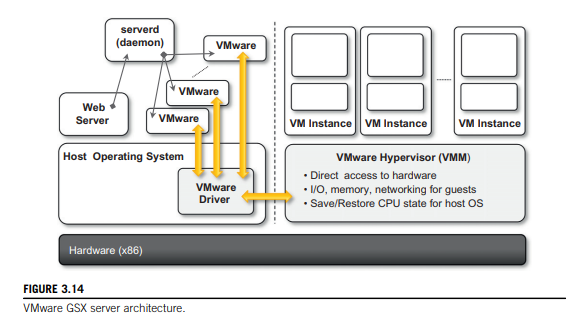 serverd
(daemon)
VMware
VMware
VMware
Web
Server
VM Instance
VM Instance
VM Instance
Host Operating System
VMware
Driver
VMware Hypervisor (VMM)
• Direct access to hardware
• I/O, memory, networking for guests
• Save/Restore CPU state for host OS
Hardware (x86)
FIGURE 3.14
VMware GSX server architecture.